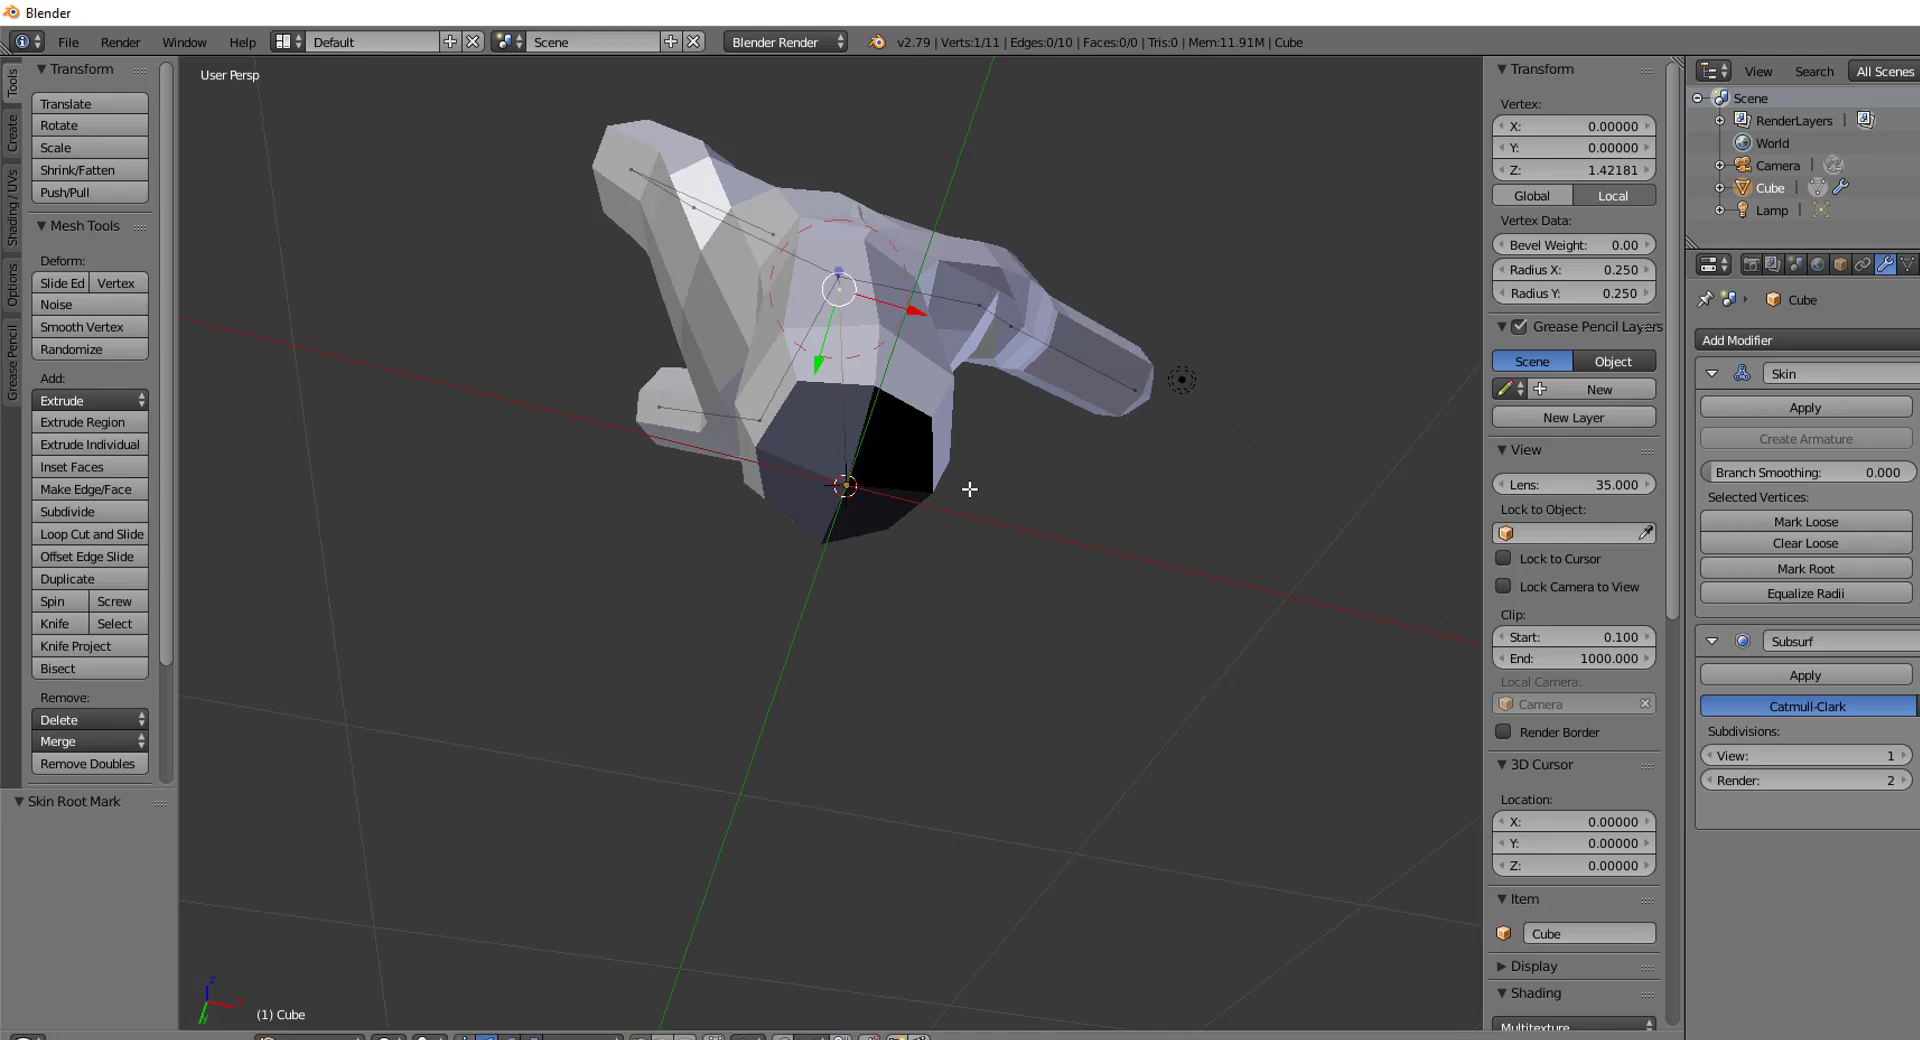 Blender
File Render Window Help Default Scene Blender Render v2.79 | Verts:1/11 | Edges:0/10 | Faces:0/0 | Tris:0 | Mem:11.91M | Cube
Tools
Create
Shading / UVs
Options
Grease Pencil
Transform
Translate
Rotate
Scale
Shrink/Fatten
Push/Pull
Mesh Tools
Deform:
Slide Ed Vertex
Noise
Smooth Vertex
Randomize
Add:
Extrude
Extrude Region
Extrude Individual
Inset Faces
Make Edge/Face
Subdivide
Loop Cut and Slide
Offset Edge Slide
Duplicate
Spin Screw
Knife Select
Knife Project
Bisect
Remove:
Delete
Merge
Remove Doubles
Skin Root Mark
User Persp
(1) Cube
Transform
Vertex:
X: 0.00000
Y: 0.00000
Z: 1.42181
Global Local
Vertex Data:
Bevel Weight: 0.00
Radius X: 0.250
Radius Y: 0.250
Grease Pencil Layers
Scene Object
New
New Layer
View
Lens: 35.000
Lock to Object:
Lock to Cursor
Lock Camera to View
Clip:
Start: 0.100
End: 1000.000
Local Camera:
Camera
Render Border
3D Cursor
Location:
X: 0.00000
Y: 0.00000
Z: 0.00000
Item
Cube
Display
Shading
Multitexture
View Search All Scenes
Scene
RenderLayers
World
Camera
Cube
Lamp
Cube
Add Modifier
Skin
Apply
Create Armature
Branch Smoothing: 0.000
Selected Vertices:
Mark Loose
Clear Loose
Mark Root
Equalize Radii
Subsurf
Apply
Catmull-Clark
Subdivisions:
View: 1
Render: 2